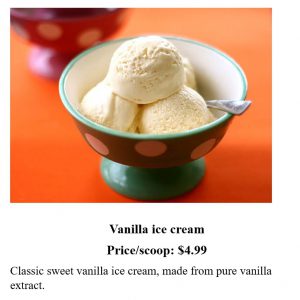 Vanilla ice cream
Price/scoop: $4.99
Classic sweet vanilla ice cream, made from pure vanilla
extract.